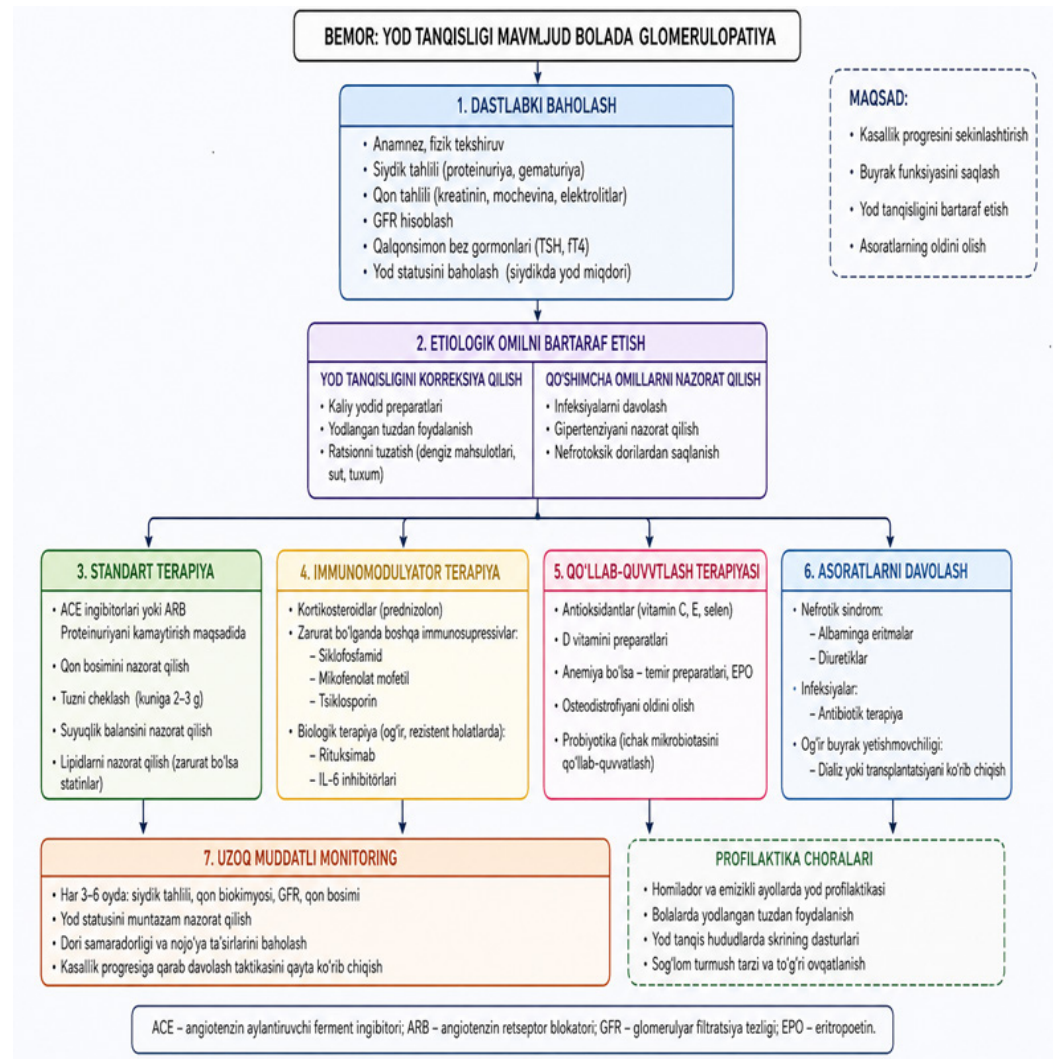 BEMOR: YOD TANQISLIGI MAVMJUD BOLADA GLOMERULOPATIYA
MAQSAD:
• Kasallik progresini sekinlashtirish
• Buyrak funksiyasini saqlash
• Yod tanqisligini bartaraf etish
• Asoratlarning oldini olish
1. DASTLABKI BAHOLASH
• Anamnez, fizik tekshiruv
• Siydik tahlili (proteinuriya, gematuriya)
• Qon tahlili (kreatinin, mochevina, elektrolitlar)
• GFR hisoblash
• Qalqonsimon bez gormonlari (TSH, fT4)
• Yod statusini baholash (siydikda yod miqdori)
2. ETIOLOGIK OMILNI BARTARAF ETISH
YOD TANQISLIGINI KORREKSIYA QILISH
• Kaliy yodid preparatlari
• Yodlangan tuzdan foydalanish
• Ratsionni tuzatish (dengiz mahsulotlari,
sut, tuxum)
QO'SHIMCHA OMILLARNI NAZORAT QILISH
• Infeksiyalarni davolash
• Gipertenziyani nazorat qilish
• Nefrotoksik dorilardan saqlanish
3. STANDART TERAPIYA
• ACE ingibitorlari yoki ARB
Proteinuriyani kamaytirish maqsadida
• Qon bosimini nazorat qilish
• Tuzni cheklash (kuniga 2–3 g)
• Suyuqlik balansini nazorat qilish
• Lipidlarni nazorat qilish (zarurat bo'lsa
statinlar)
4. IMMUNOMODULYATOR TERAPIYA
• Kortikosteroidlar (prednizolon)
• Zarurat bo'lganda boshqa immunosupressivlar:
– Siklofosfamid
– Mikofenolat mofetil
– Tsiklosporin
• Biologik terapiya (og'ir, rezistent holatlarda):
– Rituksimab
– IL-6 inhibitörlari
5. QO'LLAB-QUVVTLASH TERAPIYASI
• Antioksidantlar (vitamin C, E, selen)
• D vitamini preparatlari
• Anemiya bo'lsa – temir preparatlari, EPO
• Osteodistrofiyani oldini olish
• Probiyotika (ichak mikrobiotasini
qo'llab-quvvatlash)
6. ASORATLARNI DAVOLASH
• Nefrotik sindrom:
– Albaminga eritmalar
– Diuretiklar
• Infeksiyalar:
– Antibiotik terapiya
• Og'ir buyrak yetishmovchiligi:
– Dializ yoki transplantatsiyani ko'rib chiqish
7. UZOQ MUDDATLI MONITORING
• Har 3–6 oyda: siydik tahlili, qon biokimyosi, GFR, qon bosimi
• Yod statusini muntazam nazorat qilish
• Dori samaradorligi va nojo'ya ta'sirlarini baholash
• Kasallik progresiga qarab davolash taktikasini qayta ko'rib chiqish
PROFILAKTIKA CHORALARI
• Homilador va emizikli ayollarda yod profilaktikasi
• Bolalarda yodlangan tuzdan foydalanish
• Yod tanqis hududlarda skrining dasturlari
• Sog'lom turmush tarzi va to'g'ri ovqatlanish
ACE – angiotenzin aylantiruvchi ferment ingibitori; ARB – angiotenzin retseptor blokatori; GFR – glomerulyar filtratsiya tezligi; EPO – eritropoetin.